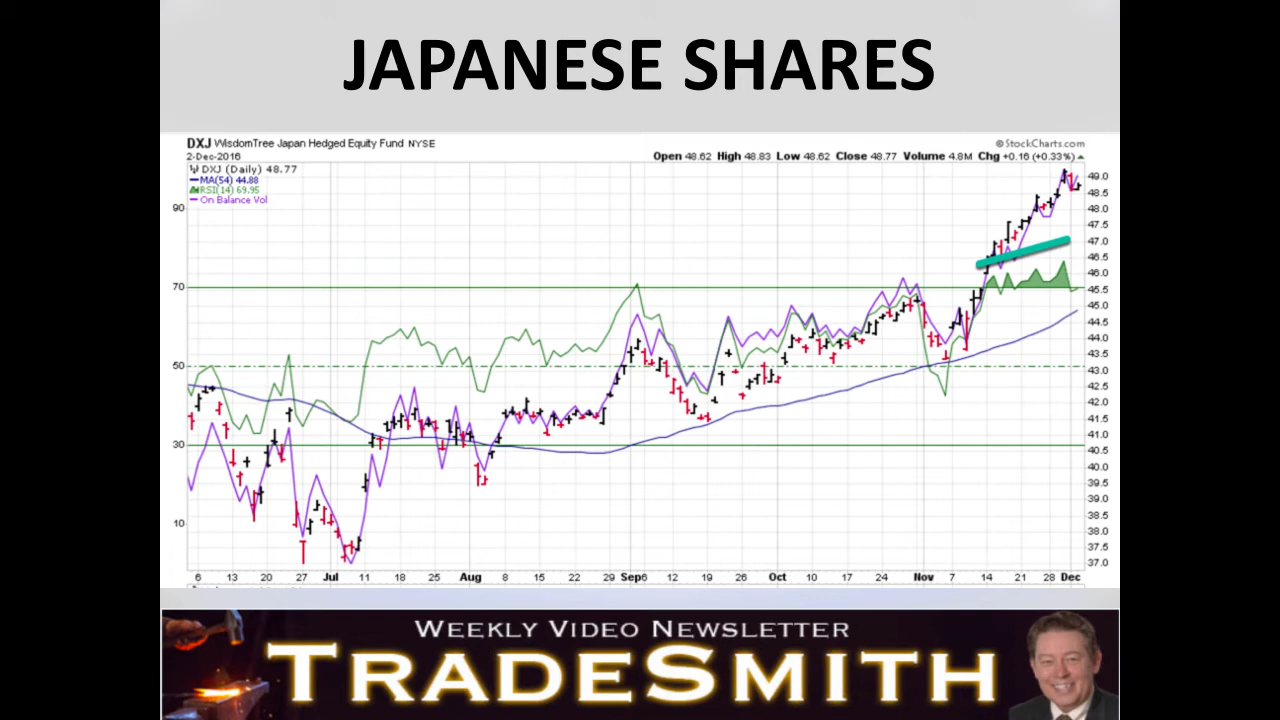 JAPANESE SHARES
DXJ WisdomTree Japan Hedged Equity Fund NYSE
© StockCharts.com
2-Dec-2016
Open 48.62 High 48.83 Low 48.62 Close 48.77 Volume 4.8M Chg +0.16 (+0.33%)
DXJ (Daily) 48.77
MA(54) 44.88
RSI(14) 69.95
On Balance Vol
90
70
50
30
10
49.0
48.5
48.0
47.5
47.0
46.5
46.0
45.5
45.0
44.5
44.0
43.5
43.0
42.5
42.0
41.5
41.0
40.5
40.0
39.5
39.0
38.5
38.0
37.5
37.0
6 13 20 27 Jul 11 18 25 Aug 8 15 22 29 Sep 6 12 19 26 Oct 10 17 24 Nov 7 14 21 28 Dec
WEEKLY VIDEO NEWSLETTER
TRADESMITH